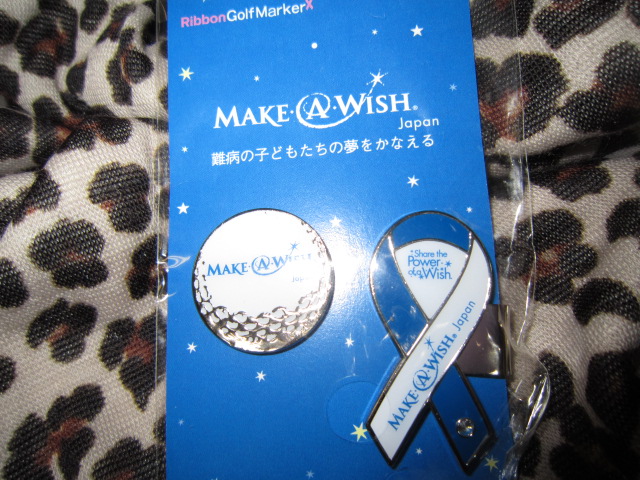 RibbonGolfMarkerX
MAKE·A·WISH®
Japan
難病の子どもたちの夢をかなえる
MAKE·A·WISH
Share the
Power
of a
Wish
MAKE·A·WISH® Japan